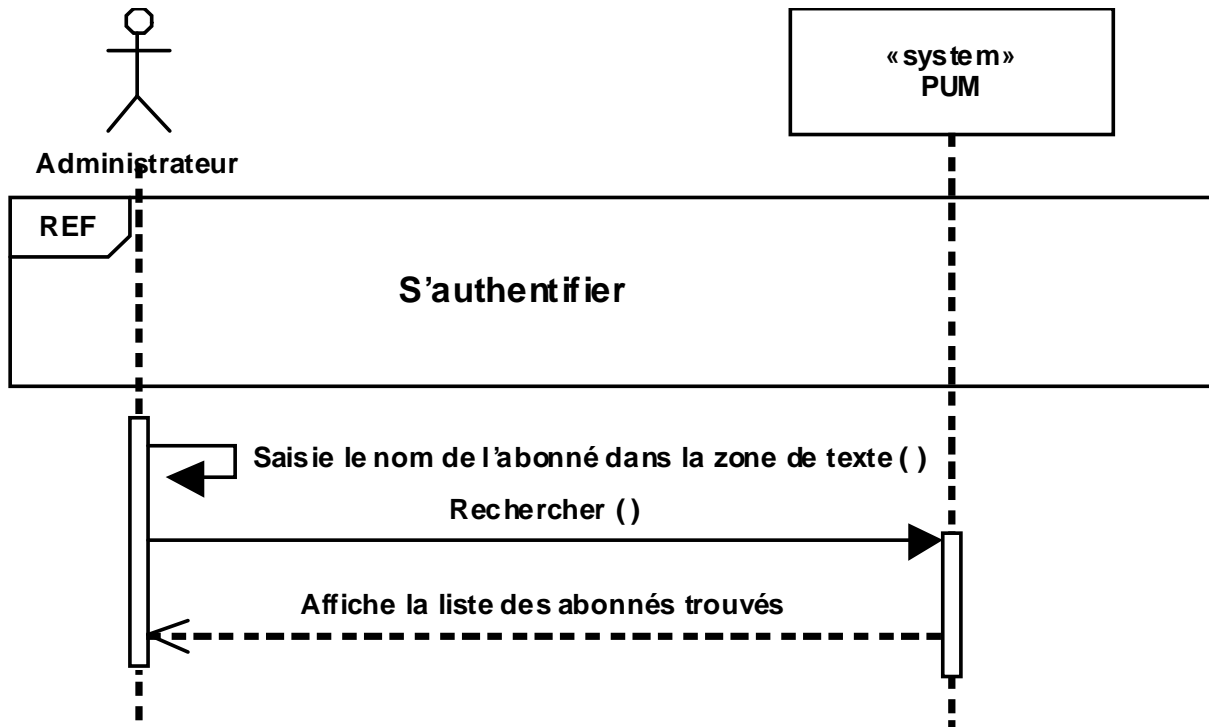 «system»
PUM
Administrateur
REF
S’authentifier
Saisie le nom de l’abonné dans la zone de texte ( )
Rechercher ( )
Affiche la liste des abonnés trouvés